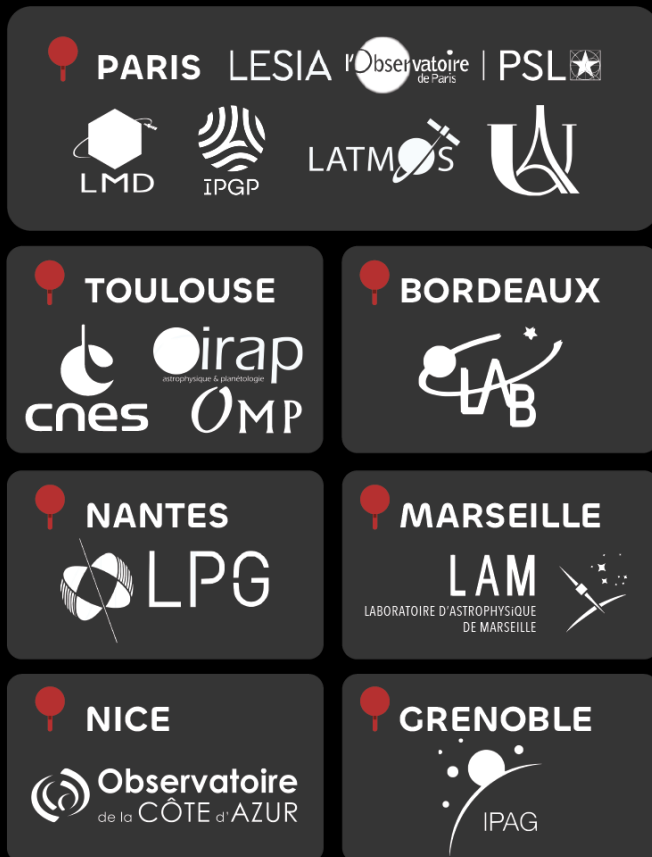 PARIS LESIA l'Observatoire de Paris | PSL
LMD IPGP LATMOS
TOULOUSE
cnes irap
astrophysique & planétologie
OMP
BORDEAUX
LAB
NANTES
LPG
MARSEILLE
LAM
LABORATOIRE D'ASTROPHYSiQUE
DE MARSEILLE
NICE
Observatoire
de la CÔTE d'AZUR
GRENOBLE
IPAG